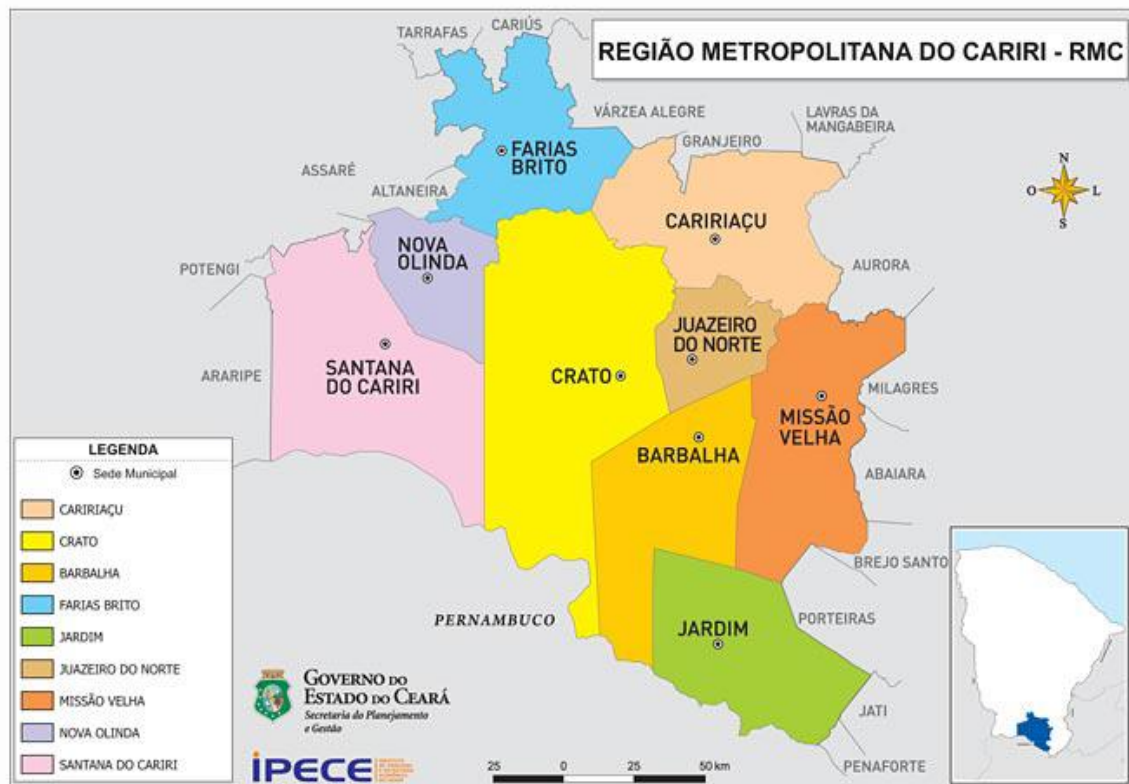 REGIÃO METROPOLITANA DO CARIRI - RMC
TARRAFAS
CARIÚS
VÁRZEA ALEGRE
LAVRAS DA
MANGABEIRA
GRANJEIRO
FARIAS
BRITO
ASSARÉ
ALTANEIRA
N
O
L
S
CARIRIAÇU
NOVA
OLINDA
POTENGI
AURORA
JUAZEIRO
DO NORTE
SANTANA
DO CARIRI
ARARIPE
CRATO
MILAGRES
MISSÃO
VELHA
BARBALHA
ABAIARA
BREJO SANTO
PERNAMBUCO
PORTEIRAS
JARDIM
JATI
PENAFORTE
LEGENDA
Sede Municipal
CARIRIAÇU
CRATO
BARBALHA
FARIAS BRITO
JARDIM
JUAZEIRO DO NORTE
MISSÃO VELHA
NOVA OLINDA
SANTANA DO CARIRI
GOVERNO DO
ESTADO DO CEARÁ
Secretaria do Planejamento
e Gestão
IPECE
25 0 25 50 km